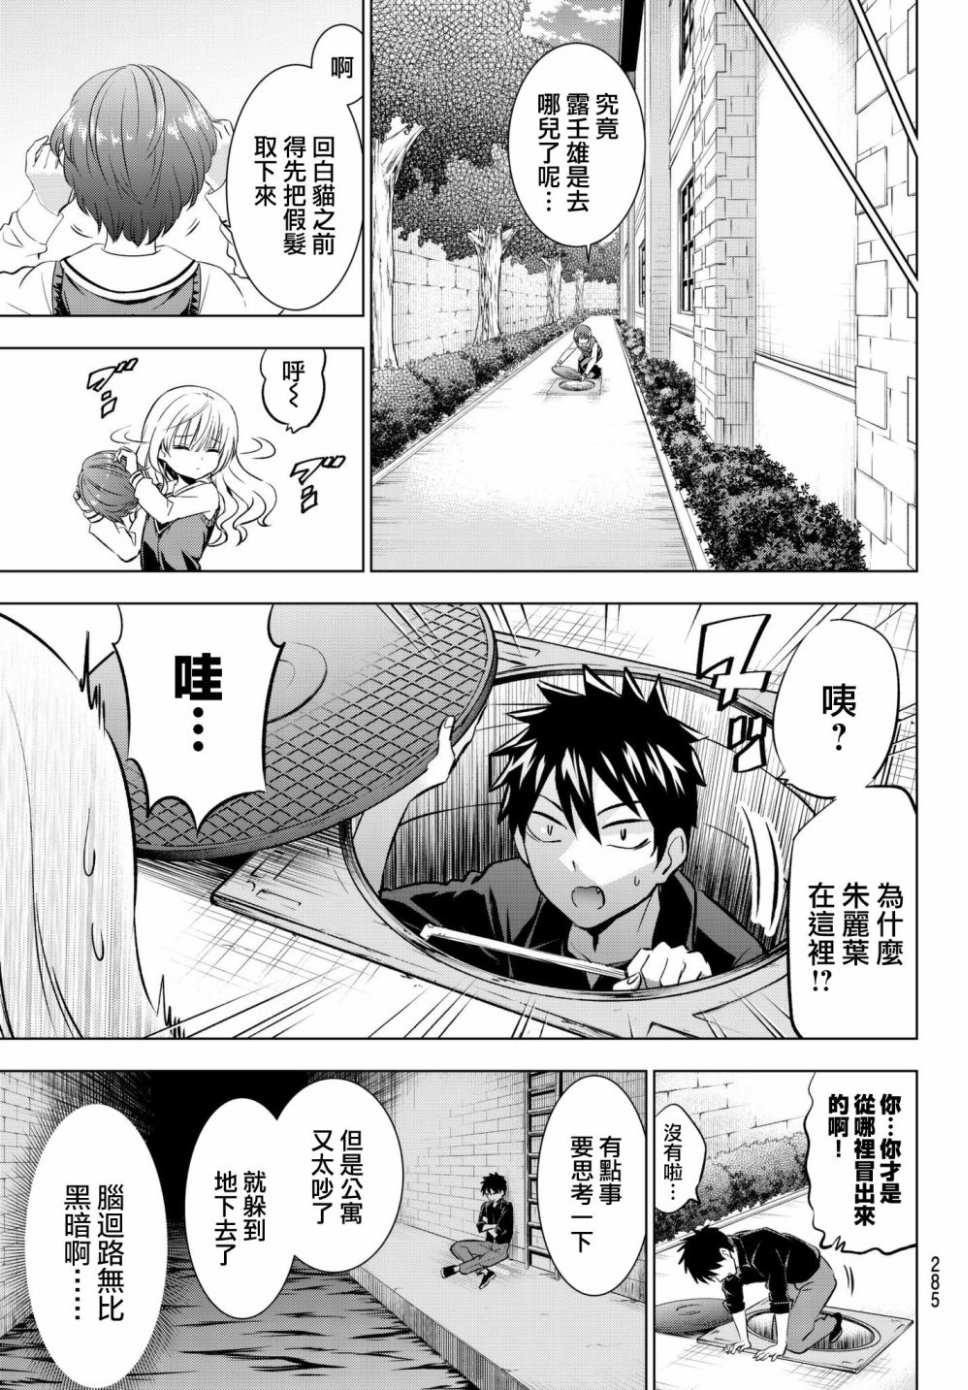 究竟
露壬雄是去
哪兒了呢…
啊
回白貓之前
得先把假髮
取下來
呼~
咦?
為什麼
朱麗葉
在這裡!?
哇…
你…你才是
從哪裡冒出來
的啊!
沒有啦…
有點事
要思考一下
但是公寓
又太吵了
就躲到
地下去了
腦迴路無比
黑暗啊……
285